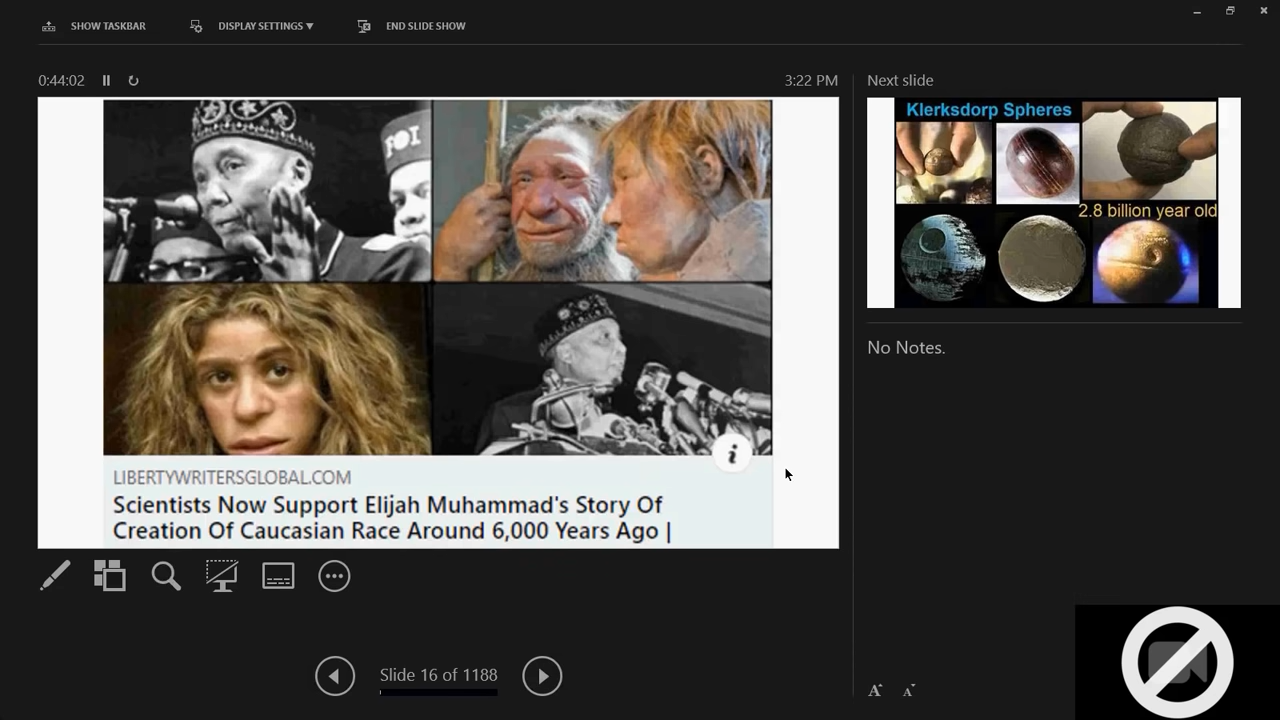 SHOW TASKBAR
DISPLAY SETTINGS ▼
END SLIDE SHOW
0:44:02
3:22 PM
Next slide
FOI
LIBERTYWRITERSGLOBAL.COM
Scientists Now Support Elijah Muhammad's Story Of
Creation Of Caucasian Race Around 6,000 Years Ago |
i
Klerksdorp Spheres
2.8 billion year old
No Notes.
Slide 16 of 1188
A A